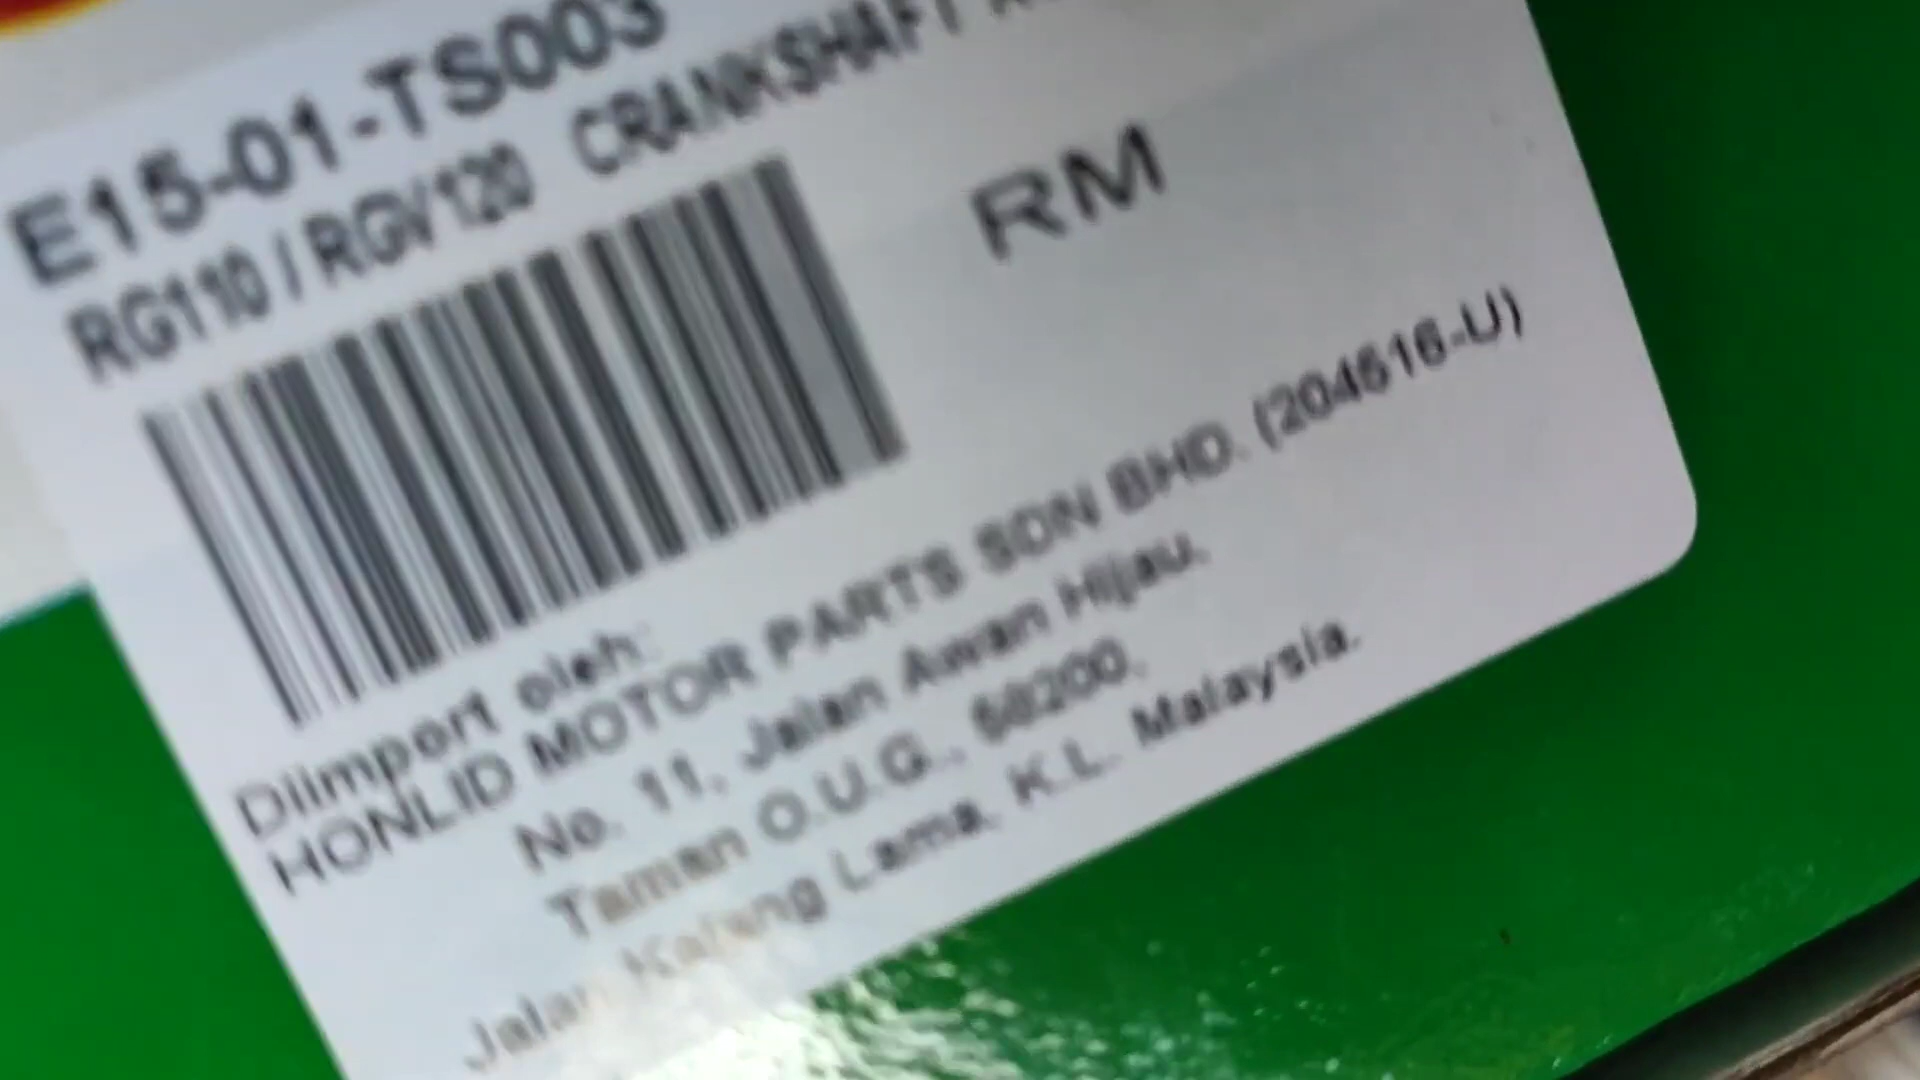 E15-01-TS003
RG110 / RGV120 CRANKSHAFT
RM
Diimport oleh:
HONLID MOTOR PARTS SDN BHD. (204616-U)
No. 11, Jalan Awan Hijau,
Taman O.U.G., 58200,
Jalan Kelang Lama, K.L. Malaysia.